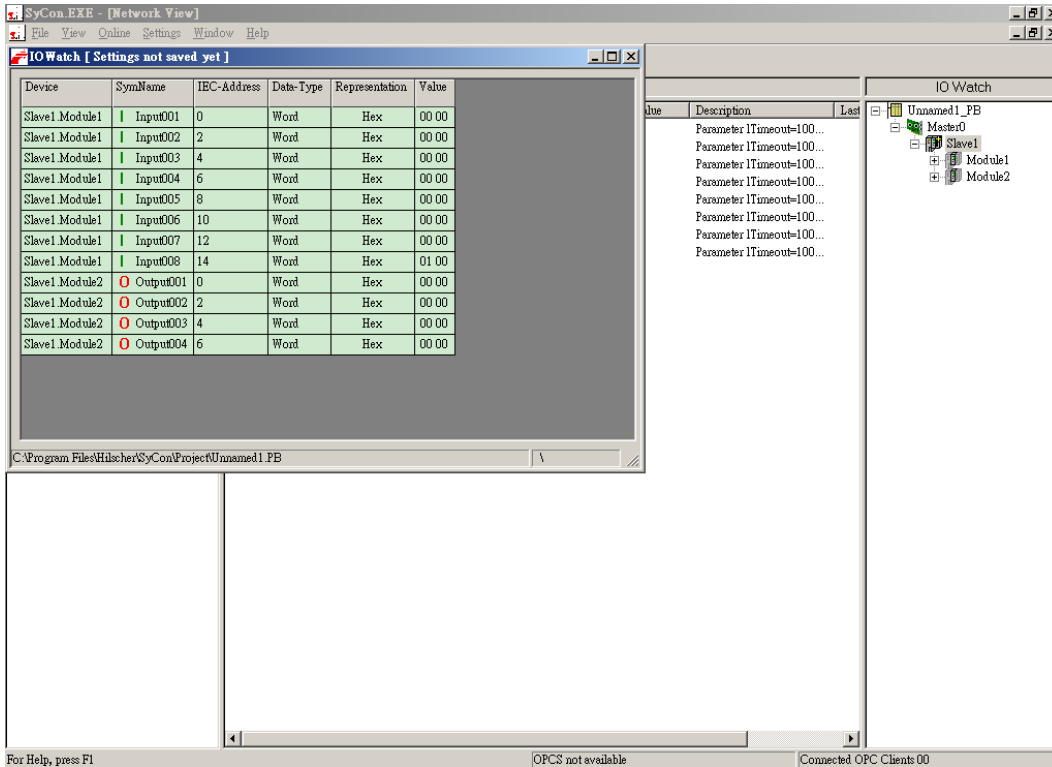 SyCon.EXE - [Network View]
File View Online Settings Window Help
IO Watch [ Settings not saved yet ]
Device SymName IEC-Address Data-Type Representation Value
Slave1.Module1 I Input001 0 Word Hex 00 00
Slave1.Module1 I Input002 2 Word Hex 00 00
Slave1.Module1 I Input003 4 Word Hex 00 00
Slave1.Module1 I Input004 6 Word Hex 00 00
Slave1.Module1 I Input005 8 Word Hex 00 00
Slave1.Module1 I Input006 10 Word Hex 00 00
Slave1.Module1 I Input007 12 Word Hex 00 00
Slave1.Module1 I Input008 14 Word Hex 01 00
Slave1.Module2 O Output001 0 Word Hex 00 00
Slave1.Module2 O Output002 2 Word Hex 00 00
Slave1.Module2 O Output003 4 Word Hex 00 00
Slave1.Module2 O Output004 6 Word Hex 00 00
C:\Program Files\Hilscher\SyCon\Project\Unnamed1.PB \
Description Last
Parameter lTimeout=100...
Parameter lTimeout=100...
Parameter lTimeout=100...
Parameter lTimeout=100...
Parameter lTimeout=100...
Parameter lTimeout=100...
Parameter lTimeout=100...
Parameter lTimeout=100...
IO Watch
Unnamed1_PB
Master0
Slave1
Module1
Module2
For Help, press F1 OPCS not available Connected OPC Clients 00